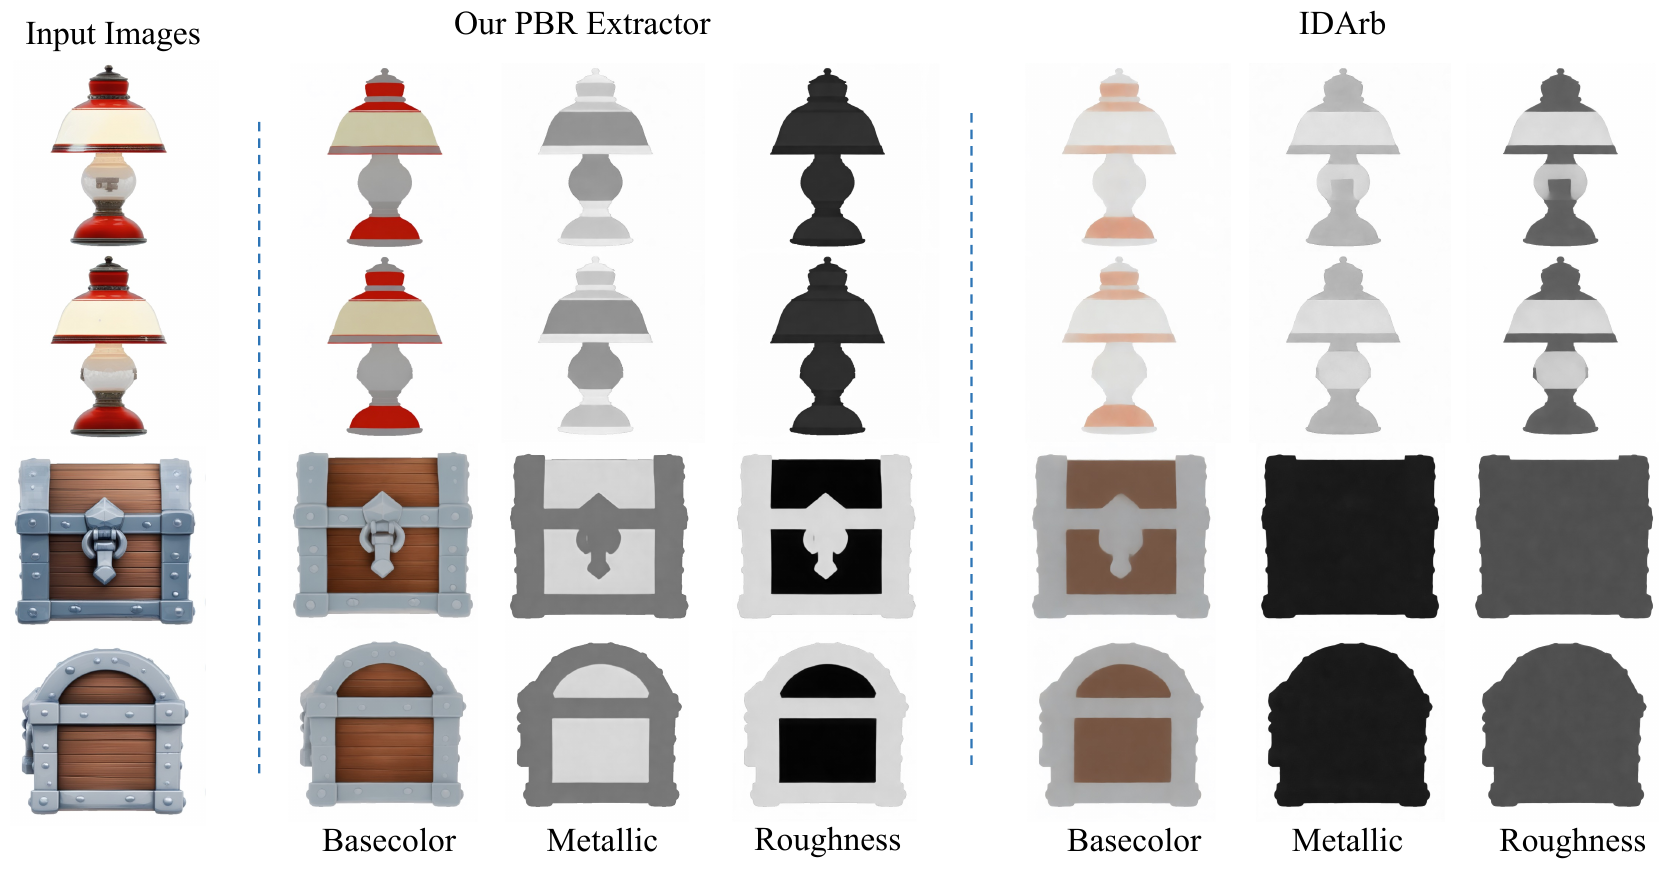 Input Images
Our PBR Extractor
IDArb
Basecolor
Metallic
Roughness
Basecolor
Metallic
Roughness